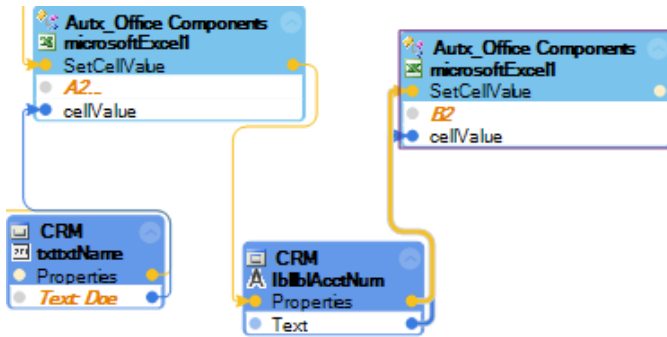 Autx_Office Components
microsoftExcel1
SetCellValue
A2...
cellValue
Autx_Office Components
microsoftExcel1
SetCellValue
B2
cellValue
CRM
txttxtName
Properties
Text: Doe
CRM
A lbllblAcctNum
Properties
Text